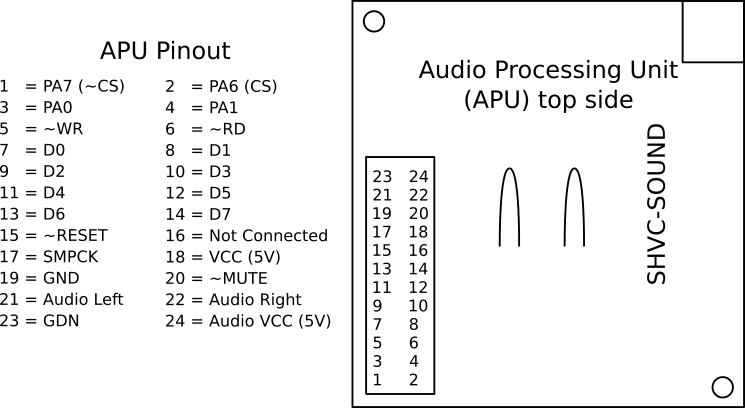 APU Pinout
1 = PA7 (~CS) 2 = PA6 (CS)
3 = PA0 4 = PA1
5 = ~WR 6 = ~RD
7 = D0 8 = D1
9 = D2 10 = D3
11 = D4 12 = D5
13 = D6 14 = D7
15 = ~RESET 16 = Not Connected
17 = SMPCK 18 = VCC (5V)
19 = GND 20 = ~MUTE
21 = Audio Left 22 = Audio Right
23 = GDN 24 = Audio VCC (5V)
Audio Processing Unit
(APU) top side
23 24
21 22
19 20
17 18
15 16
13 14
11 12
9 10
7 8
5 6
3 4
1 2
SHVC-SOUND